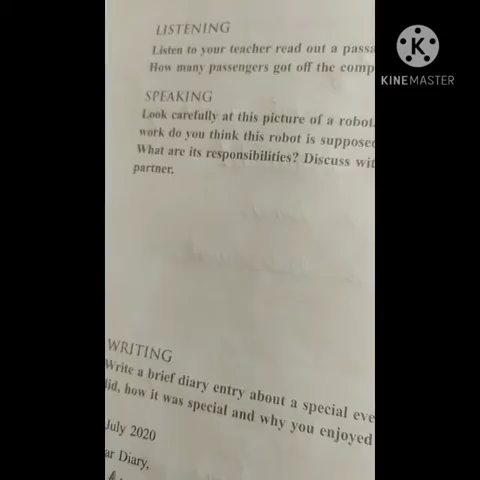 LISTENING
Listen to your teacher read out a passa
How many passengers got off the comp
K
KINEMASTER
SPEAKING
Look carefully at this picture of a robot.
work do you think this robot is supposed
What are its responsibilities? Discuss wit
partner.
WRITING
Write a brief diary entry about a special eve
lid, how it was special and why you enjoyed
July 2020
ar Diary,